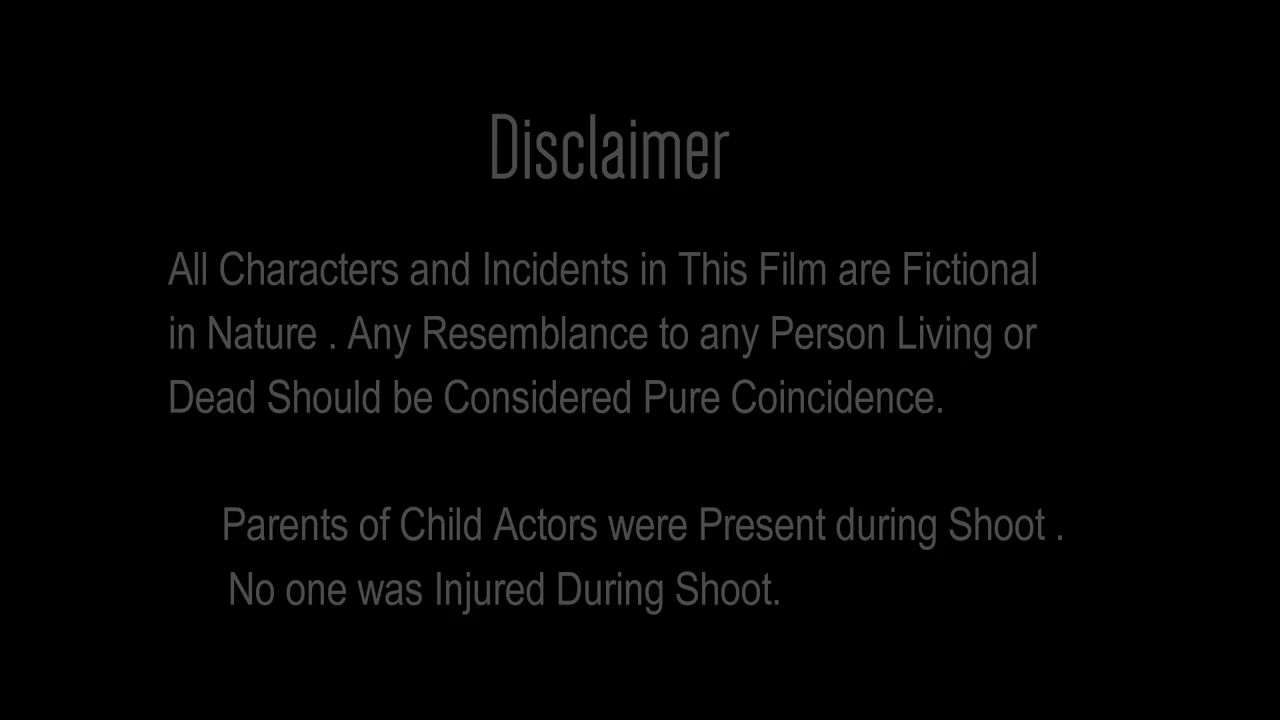 Disclaimer
All Characters and Incidents in This Film are Fictional
in Nature . Any Resemblance to any Person Living or
Dead Should be Considered Pure Coincidence.
Parents of Child Actors were Present during Shoot .
No one was Injured During Shoot.